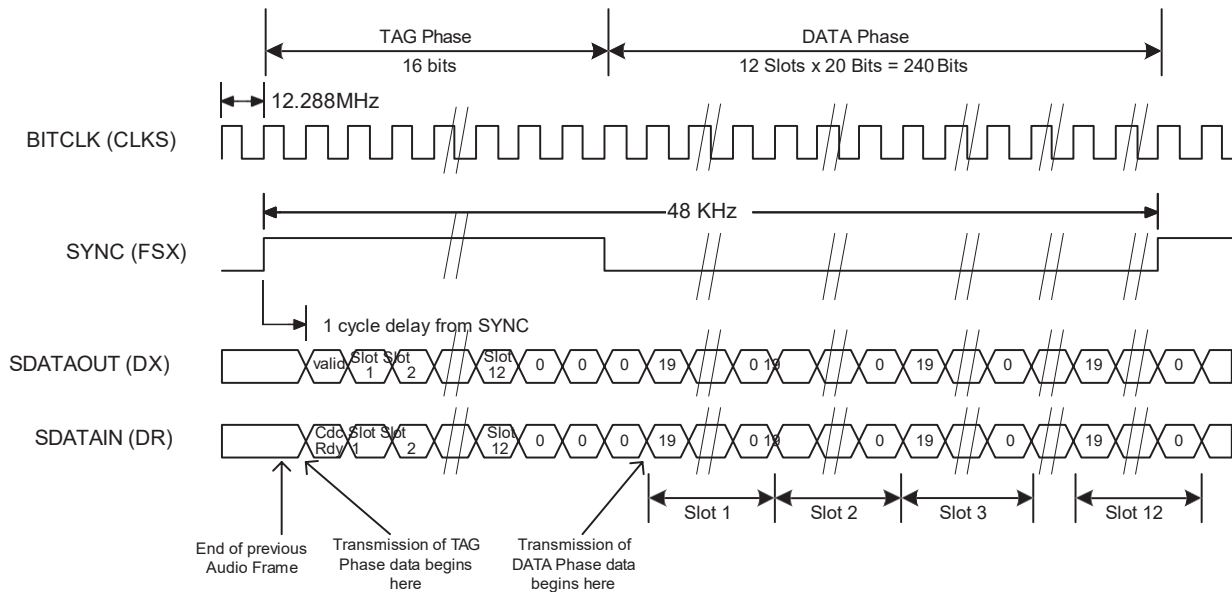 TAG Phase
DATA Phase
16 bits
12 Slots x 20 Bits = 240 Bits
12.288MHz
BITCLK (CLKS)
48 KHz
SYNC (FSX)
1 cycle delay from SYNC
SDATAOUT (DX)
valid Slot 1 Slot 2 Slot 12 0 0 0 19 0 19 0 19 0 19 0
SDATAIN (DR)
Cdc Rdy Slot 1 Slot 2 Slot 12 0 0 0 19 0 19 0 19 0 19 0
Slot 1
Slot 2
Slot 3
Slot 12
End of previous
Audio Frame
Transmission of TAG
Phase data begins
here
Transmission of
DATA Phase data
begins here